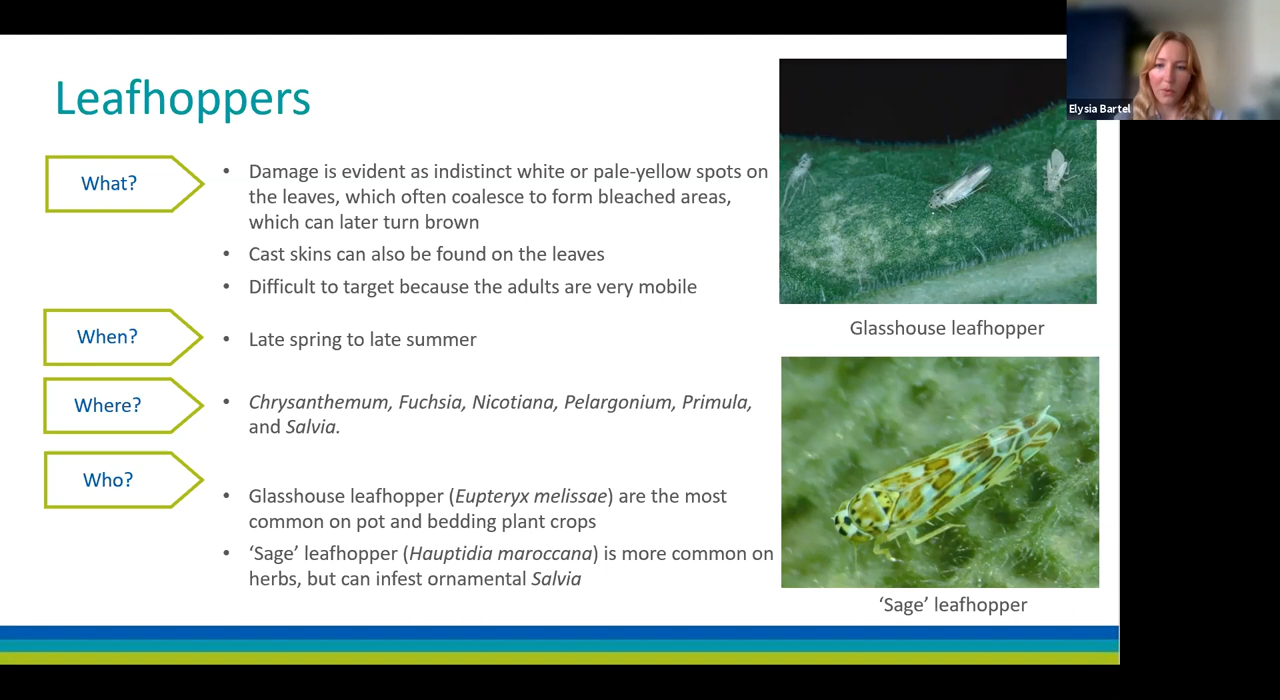 Elysia Bartel
Leafhoppers
What?
• Damage is evident as indistinct white or pale-yellow spots on
the leaves, which often coalesce to form bleached areas,
which can later turn brown
• Cast skins can also be found on the leaves
• Difficult to target because the adults are very mobile
When?
• Late spring to late summer
Where?
• Chrysanthemum, Fuchsia, Nicotiana, Pelargonium, Primula,
and Salvia.
Who?
• Glasshouse leafhopper (Eupteryx melissae) are the most
common on pot and bedding plant crops
• ‘Sage’ leafhopper (Hauptidia maroccana) is more common on
herbs, but can infest ornamental Salvia
Glasshouse leafhopper
‘Sage’ leafhopper